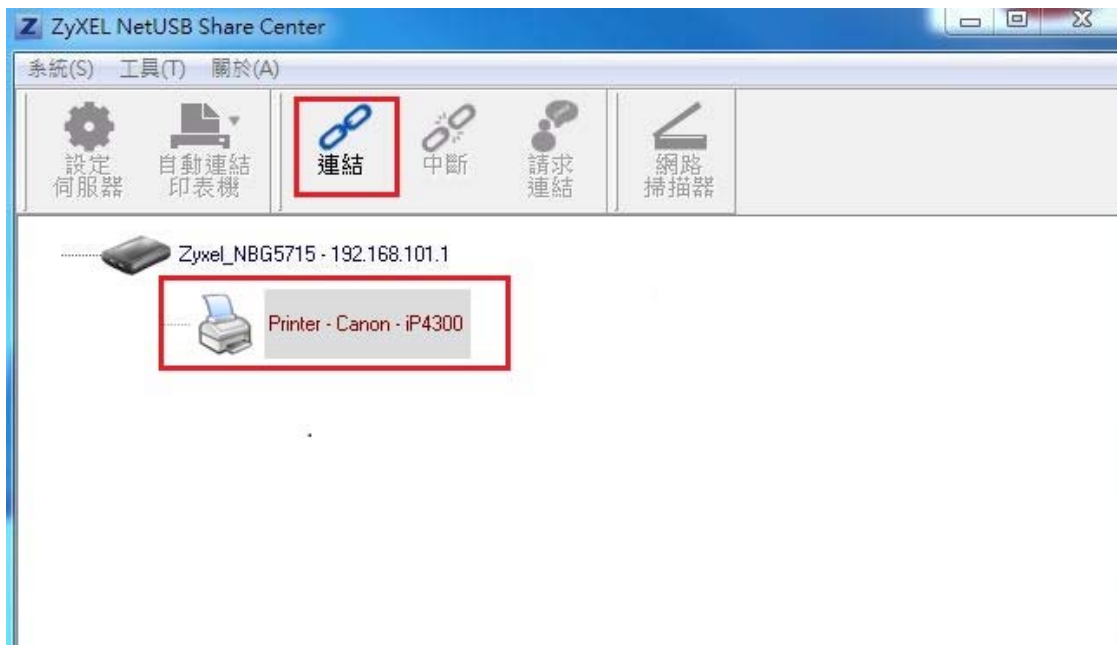 Z ZyXEL NetUSB Share Center
系統(S) 工具(T) 關於(A)
設定
伺服器
自動連結
印表機
連結
中斷
請求
連結
網路
掃描器
Zyxel_NBG5715 - 192.168.101.1
Printer - Canon - iP4300